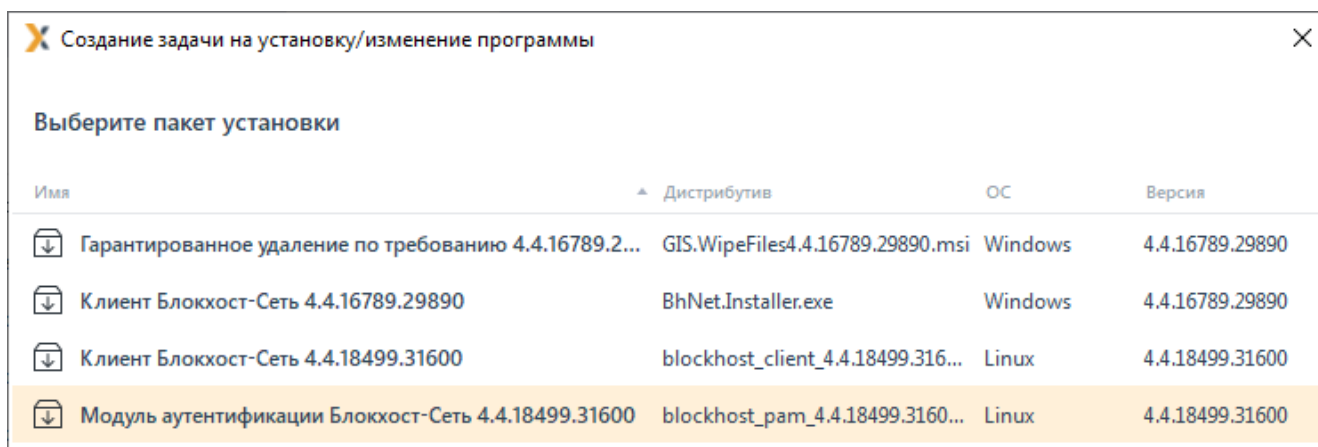 Создание задачи на установку/изменение программы
Выберите пакет установки
Имя Дистрибутив ОС Версия
Гарантированное удаление по требованию 4.4.16789.2... GIS.WipeFiles4.4.16789.29890.msi Windows 4.4.16789.29890
Клиент Блокхост-Сеть 4.4.16789.29890 BhNet.Installer.exe Windows 4.4.16789.29890
Клиент Блокхост-Сеть 4.4.18499.31600 blockhost_client_4.4.18499.316... Linux 4.4.18499.31600
Модуль аутентификации Блокхост-Сеть 4.4.18499.31600 blockhost_pam_4.4.18499.3160... Linux 4.4.18499.31600